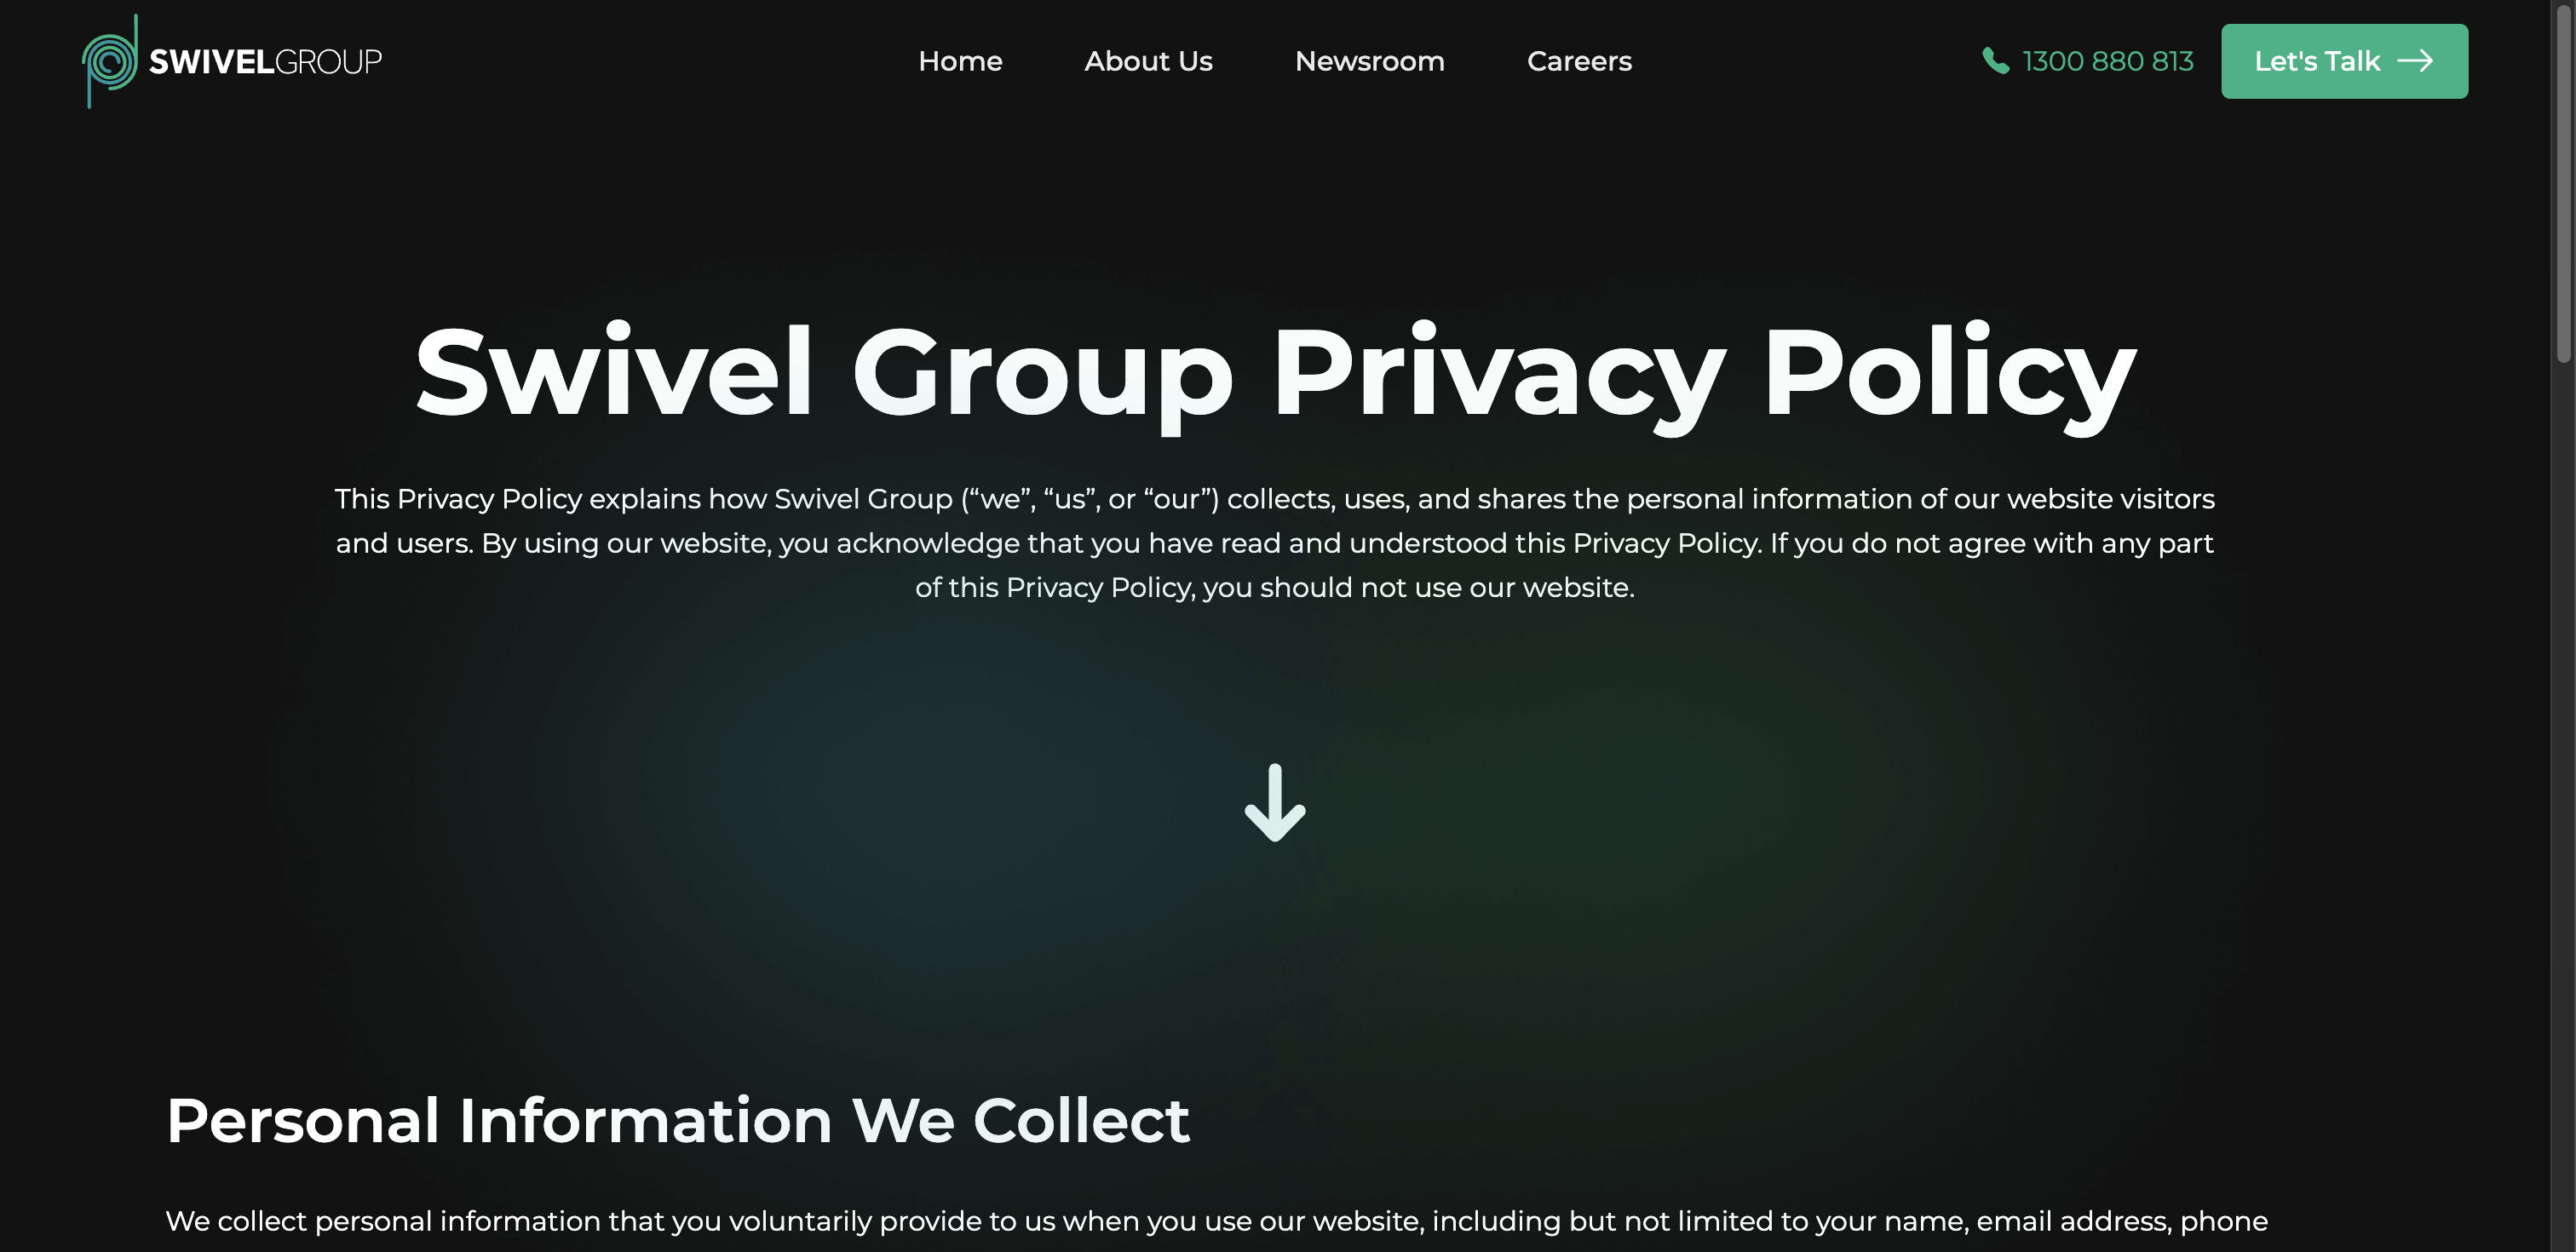 SWIVELGROUP
Home
About Us
Newsroom
Careers
1300 880 813
Let's Talk
Swivel Group Privacy Policy
This Privacy Policy explains how Swivel Group (“we”, “us”, or “our”) collects, uses, and shares the personal information of our website visitors
and users. By using our website, you acknowledge that you have read and understood this Privacy Policy. If you do not agree with any part
of this Privacy Policy, you should not use our website.
Personal Information We Collect
We collect personal information that you voluntarily provide to us when you use our website, including but not limited to your name, email address, phone